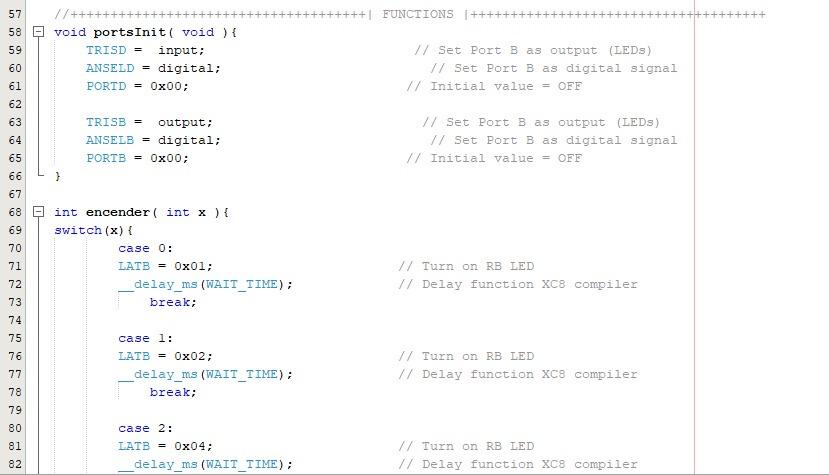 57 //+++++++++++++++++++++++++++++++++++++| FUNCTIONS |+++++++++++++++++++++++++++++++++++++
58 void portsInit( void ){
59 TRISD = input; // Set Port B as output (LEDs)
60 ANSELD = digital; // Set Port B as digital signal
61 PORTD = 0x00; // Initial value = OFF
62
63 TRISB = output; // Set Port B as output (LEDs)
64 ANSELB = digital; // Set Port B as digital signal
65 PORTB = 0x00; // Initial value = OFF
66 }
67
68 int encender( int x ){
69 switch(x){
70 case 0:
71 LATB = 0x01; // Turn on RB LED
72 __delay_ms(WAIT_TIME); // Delay function XC8 compiler
73 break;
74
75 case 1:
76 LATB = 0x02; // Turn on RB LED
77 __delay_ms(WAIT_TIME); // Delay function XC8 compiler
78 break;
79
80 case 2:
81 LATB = 0x04; // Turn on RB LED
82 __delay_ms(WAIT_TIME); // Delay function XC8 compiler